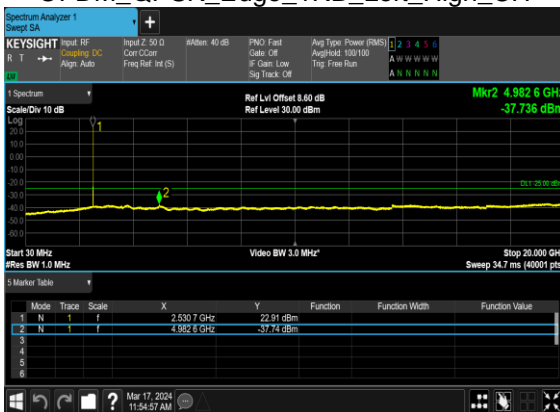 Spectrum Analyzer 1
Swept SA
+
KEYSIGHT
R T
LV
Input: RF
Coupling: DC
Align: Auto
Input Z: 50 Ω
Corr CCorr
Freq Ref: Int (S)
#Atten: 40 dB
PNO: Fast
Gate: Off
IF Gain: Low
Sig Track: Off
Avg Type: Power (RMS)
Avg|Hold: 100/100
Trig: Free Run
1 2 3 4 5 6
A W W W W W
A N N N N N
1 Spectrum
Scale/Div 10 dB
Ref Lvl Offset 8.60 dB
Ref Level 30.00 dBm
Mkr2 4.982 6 GHz
-37.736 dBm
Log
20.0
10.0
0.00
-10.0
-20.0
-30.0
-40.0
-50.0
-60.0
1
2
DL1 -25.00 dBm
Start 30 MHz
#Res BW 1.0 MHz
Video BW 3.0 MHz*
Stop 20.000 GH
Sweep 34.7 ms (40001 pts
5 Marker Table
Mode Trace Scale X Y Function Function Width Function Value
1 N 1 f 2.530 7 GHz 22.91 dBm
2 N 1 f 4.982 6 GHz -37.74 dBm
3
4
5
6
?
Mar 17, 2024
11:54:57 AM